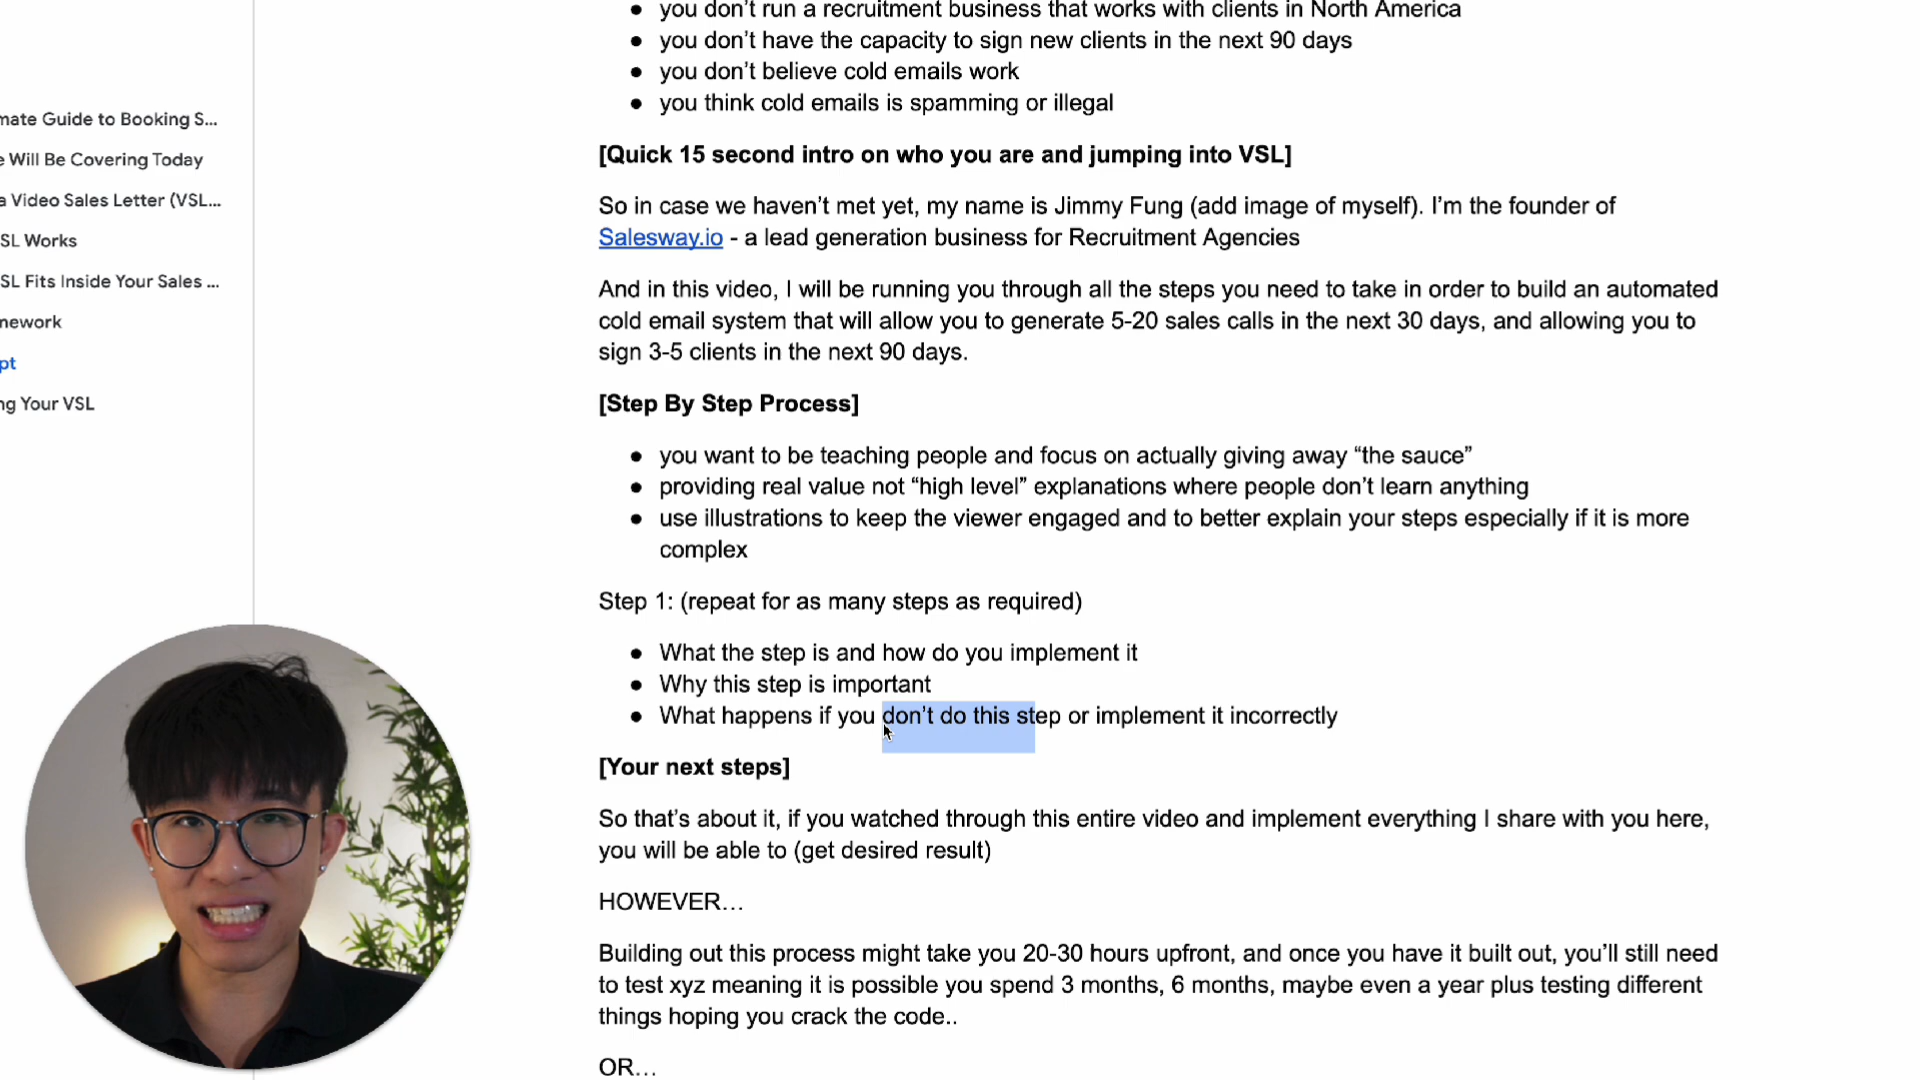 you don’t run a recruitment business that works with clients in North America
you don’t have the capacity to sign new clients in the next 90 days
you don’t believe cold emails work
you think cold emails is spamming or illegal
mate Guide to Booking S...
e Will Be Covering Today
a Video Sales Letter (VSL...
SL Works
SL Fits Inside Your Sales ...
nework
pt
ng Your VSL
[Quick 15 second intro on who you are and jumping into VSL]
So in case we haven’t met yet, my name is Jimmy Fung (add image of myself). I’m the founder of
Salesway.io - a lead generation business for Recruitment Agencies
And in this video, I will be running you through all the steps you need to take in order to build an automated
cold email system that will allow you to generate 5-20 sales calls in the next 30 days, and allowing you to
sign 3-5 clients in the next 90 days.
[Step By Step Process]
you want to be teaching people and focus on actually giving away “the sauce”
providing real value not “high level” explanations where people don’t learn anything
use illustrations to keep the viewer engaged and to better explain your steps especially if it is more
complex
Step 1: (repeat for as many steps as required)
What the step is and how do you implement it
Why this step is important
What happens if you don’t do this step or implement it incorrectly
[Your next steps]
So that’s about it, if you watched through this entire video and implement everything I share with you here,
you will be able to (get desired result)
HOWEVER…
Building out this process might take you 20-30 hours upfront, and once you have it built out, you’ll still need
to test xyz meaning it is possible you spend 3 months, 6 months, maybe even a year plus testing different
things hoping you crack the code..
OR…